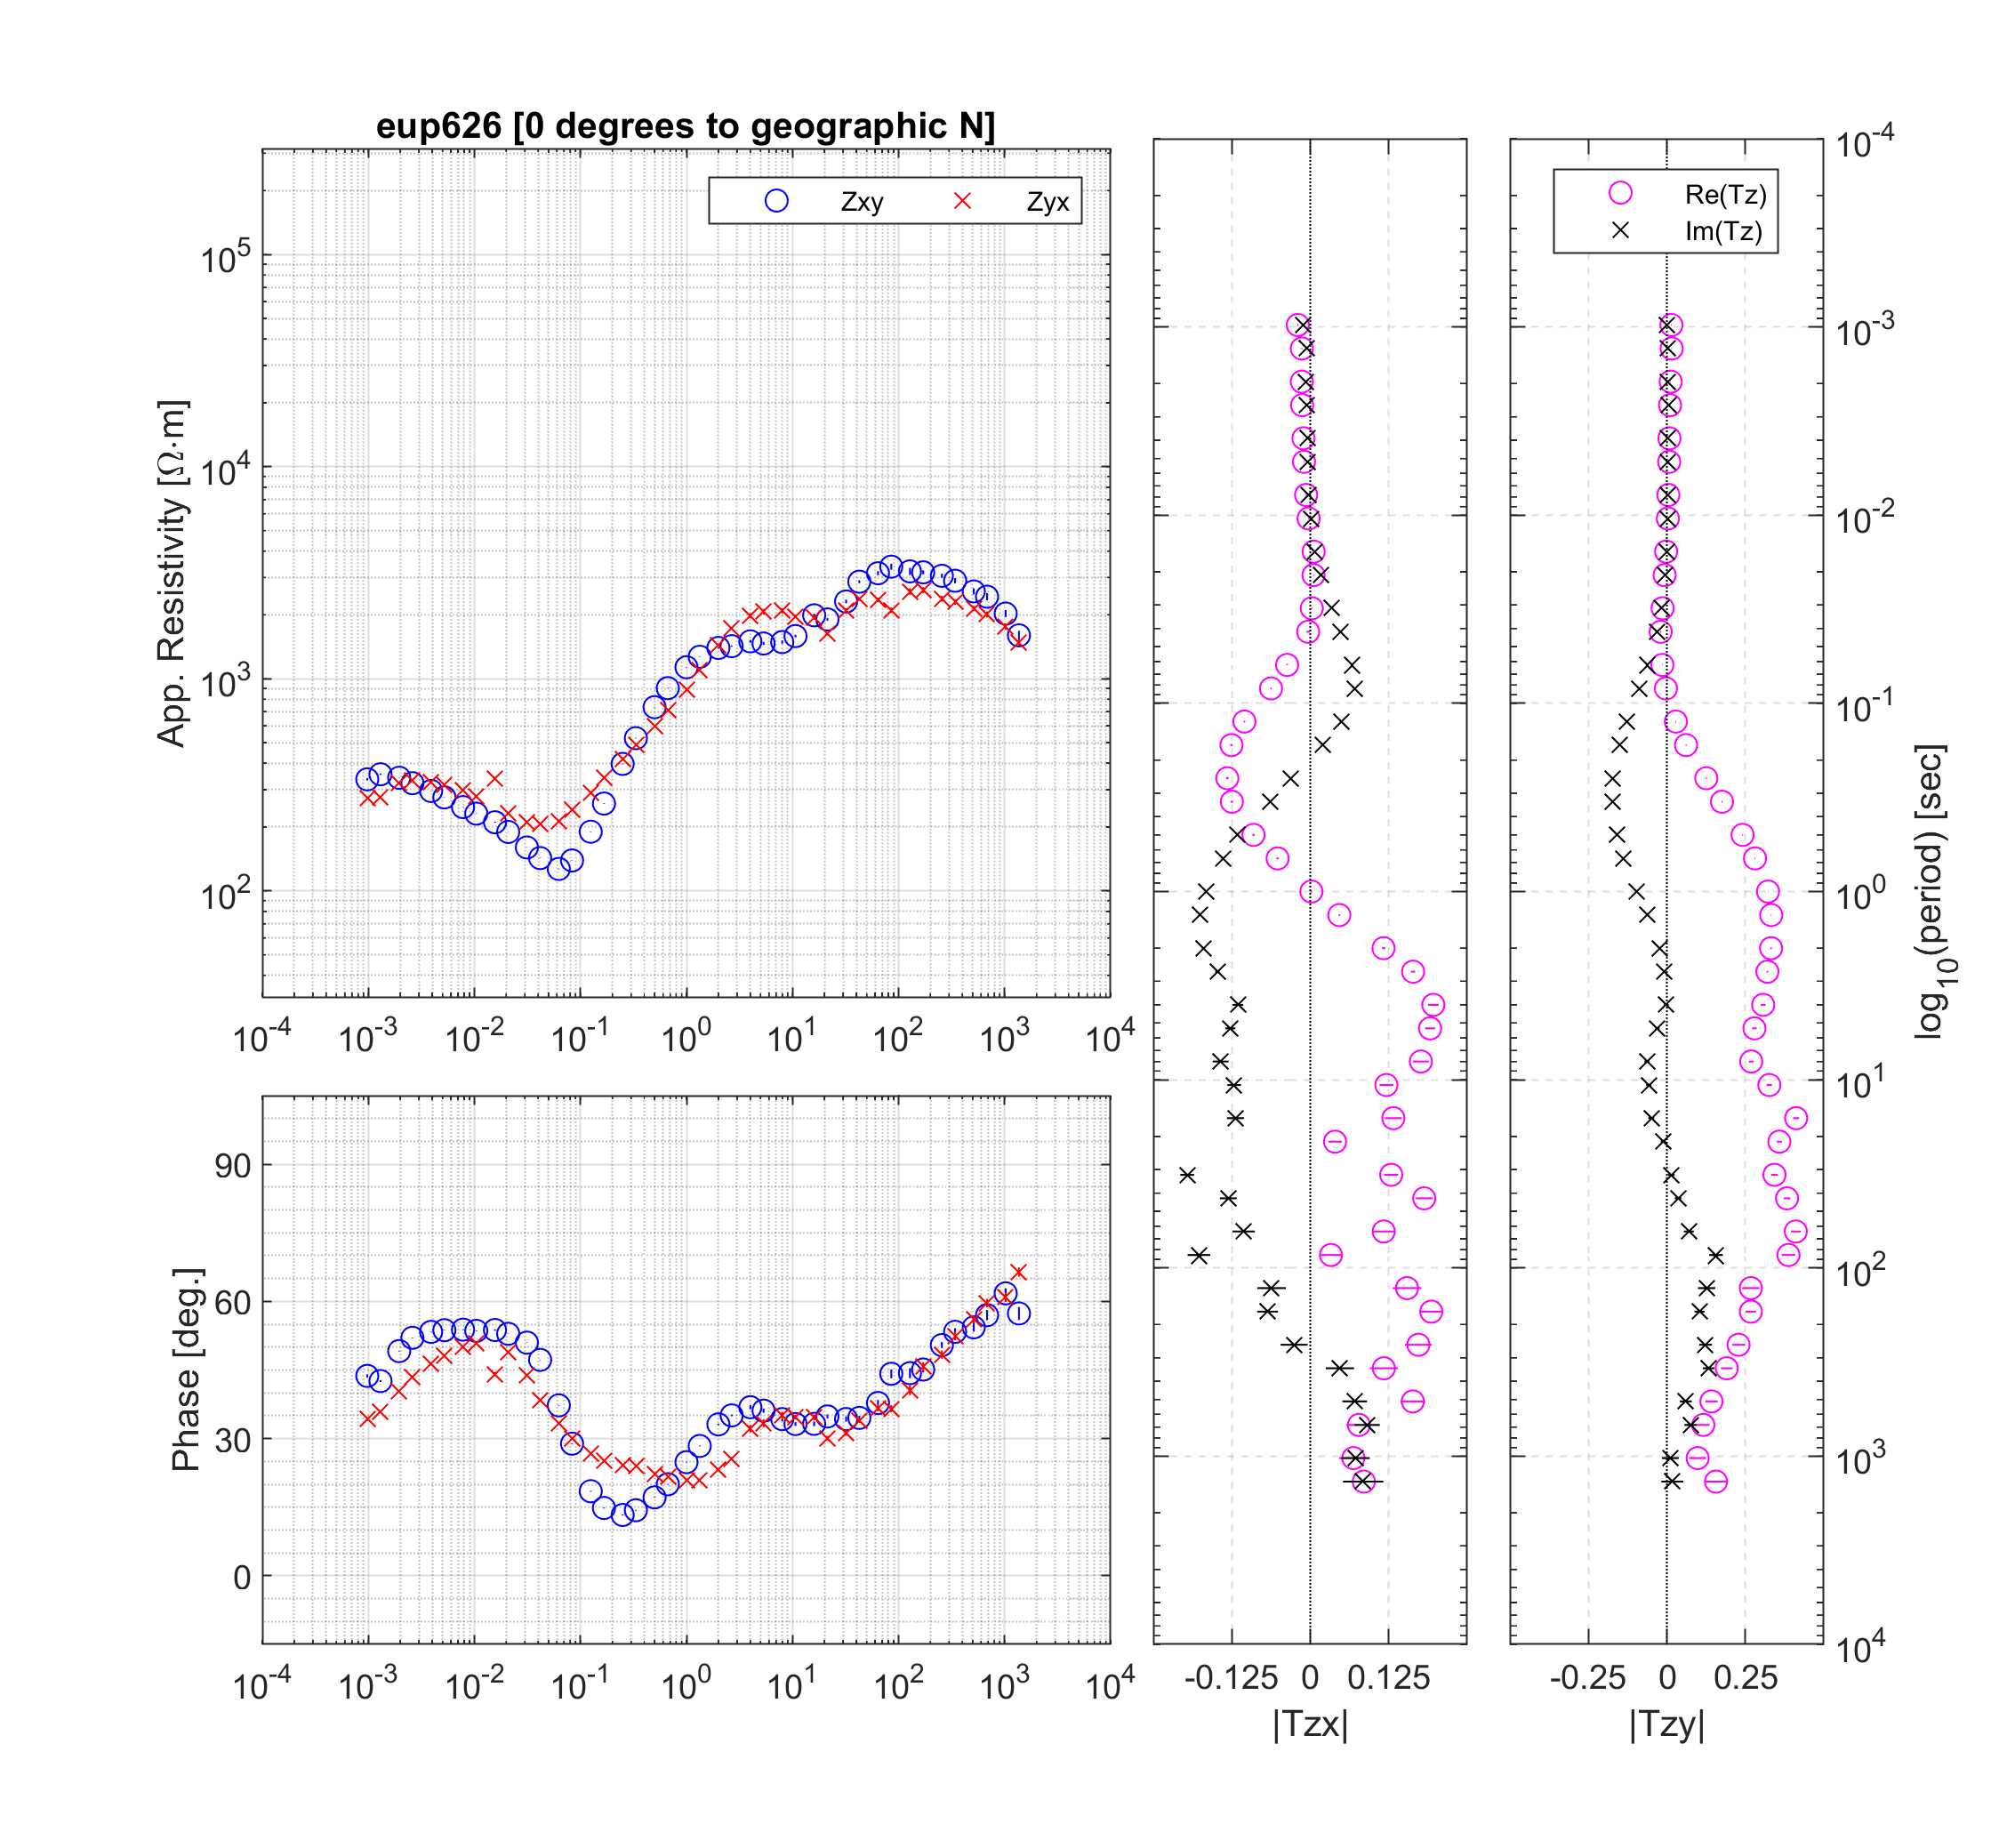 eup626 [0 degrees to geographic N]
Zxy Zyx
App. Resistivity [Ω·m]
10^5
10^4
10^3
10^2
10^-4 10^-3 10^-2 10^-1 10^0 10^1 10^2 10^3 10^4
Phase [deg.]
90
60
30
0
10^-4 10^-3 10^-2 10^-1 10^0 10^1 10^2 10^3 10^4
-0.125 0 0.125
|Tzx|
Re(Tz)
Im(Tz)
-0.25 0 0.25
|Tzy|
10^-4
10^-3
10^-2
10^-1
10^0
10^1
10^2
10^3
10^4
log_10(period) [sec]